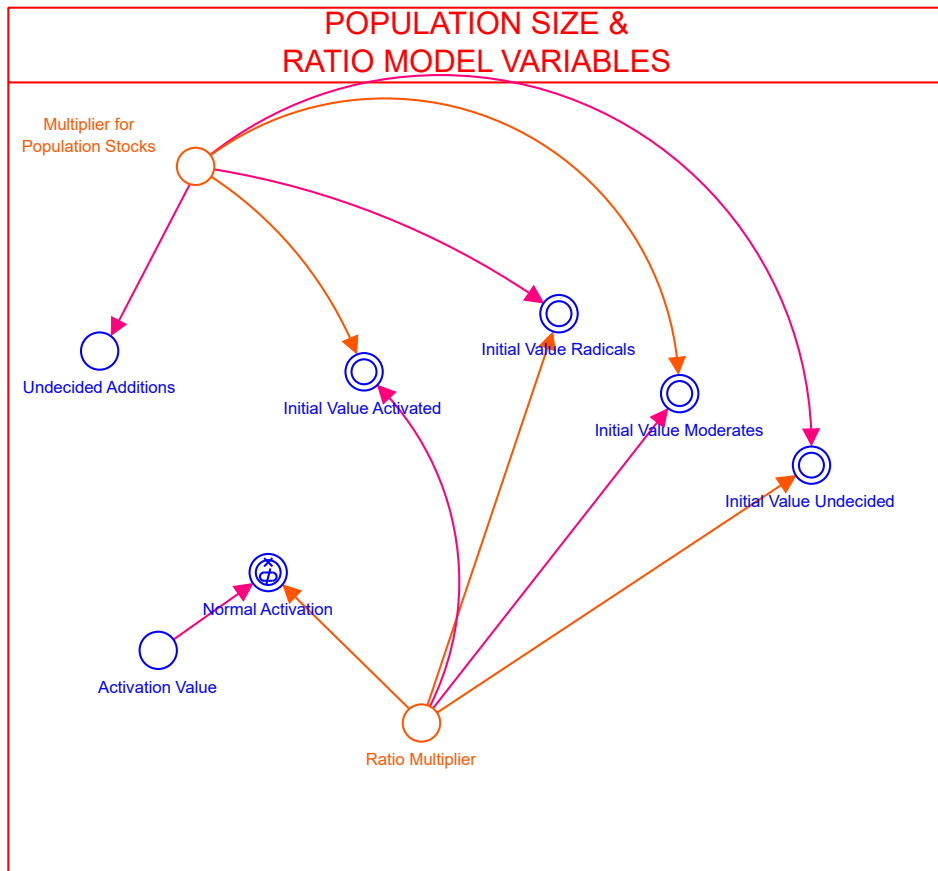 POPULATION SIZE &
RATIO MODEL VARIABLES
Multiplier for
Population Stocks
Initial Value Radicals
Undecided Additions
Initial Value Activated
Initial Value Moderates
Initial Value Undecided
Normal Activation
Activation Value
Ratio Multiplier